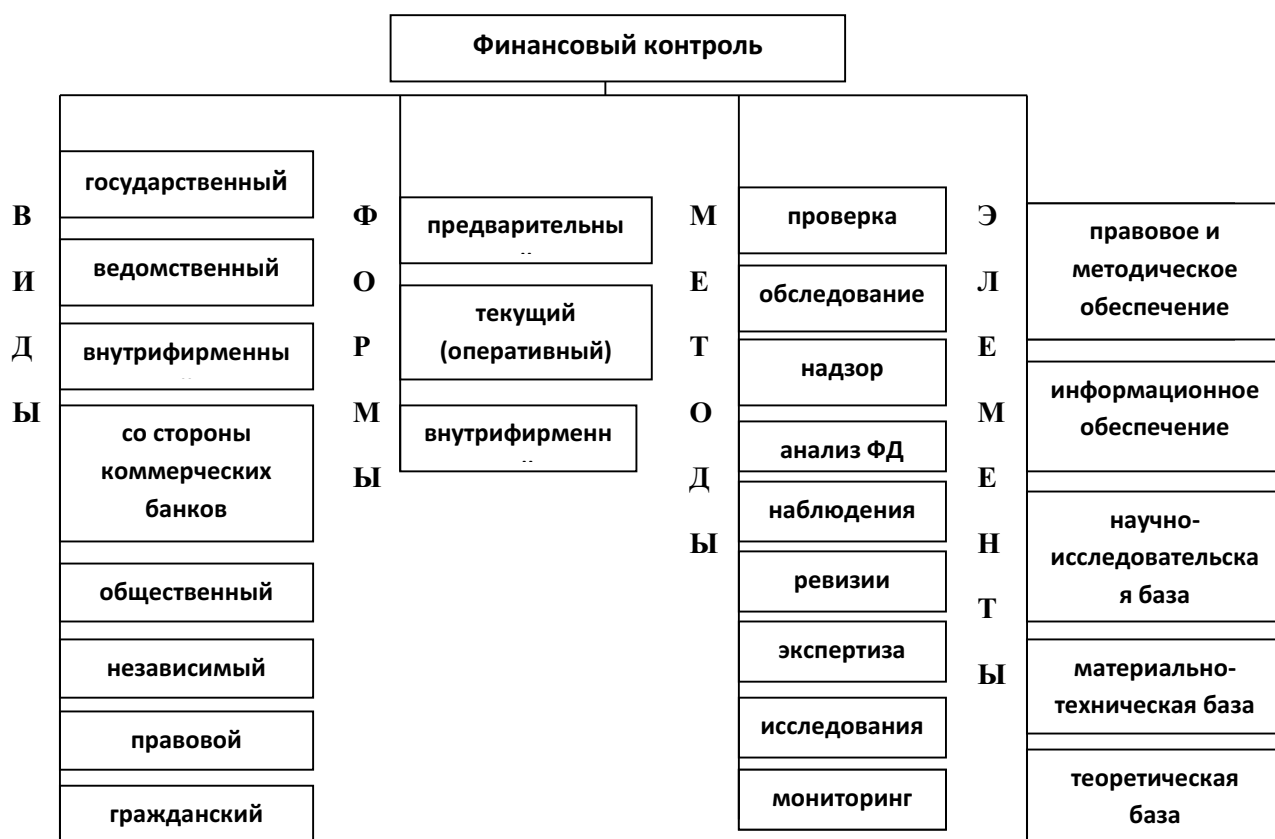 Финансовый контроль
В
И
Д
Ы
государственный
ведомственный
внутрифирменны
со стороны
коммерческих
банков
общественный
независимый
правовой
гражданский
Ф
О
Р
М
Ы
предварительны
текущий
(оперативный)
внутрифирменн
М
Е
Т
О
Д
Ы
проверка
обследование
надзор
анализ ФД
наблюдения
ревизии
экспертиза
исследования
мониторинг
Э
Л
Е
М
Е
Н
Т
Ы
правовое и
методическое
обеспечение
информационное
обеспечение
научно-
исследовательска
я база
материально-
техническая база
теоретическая
база